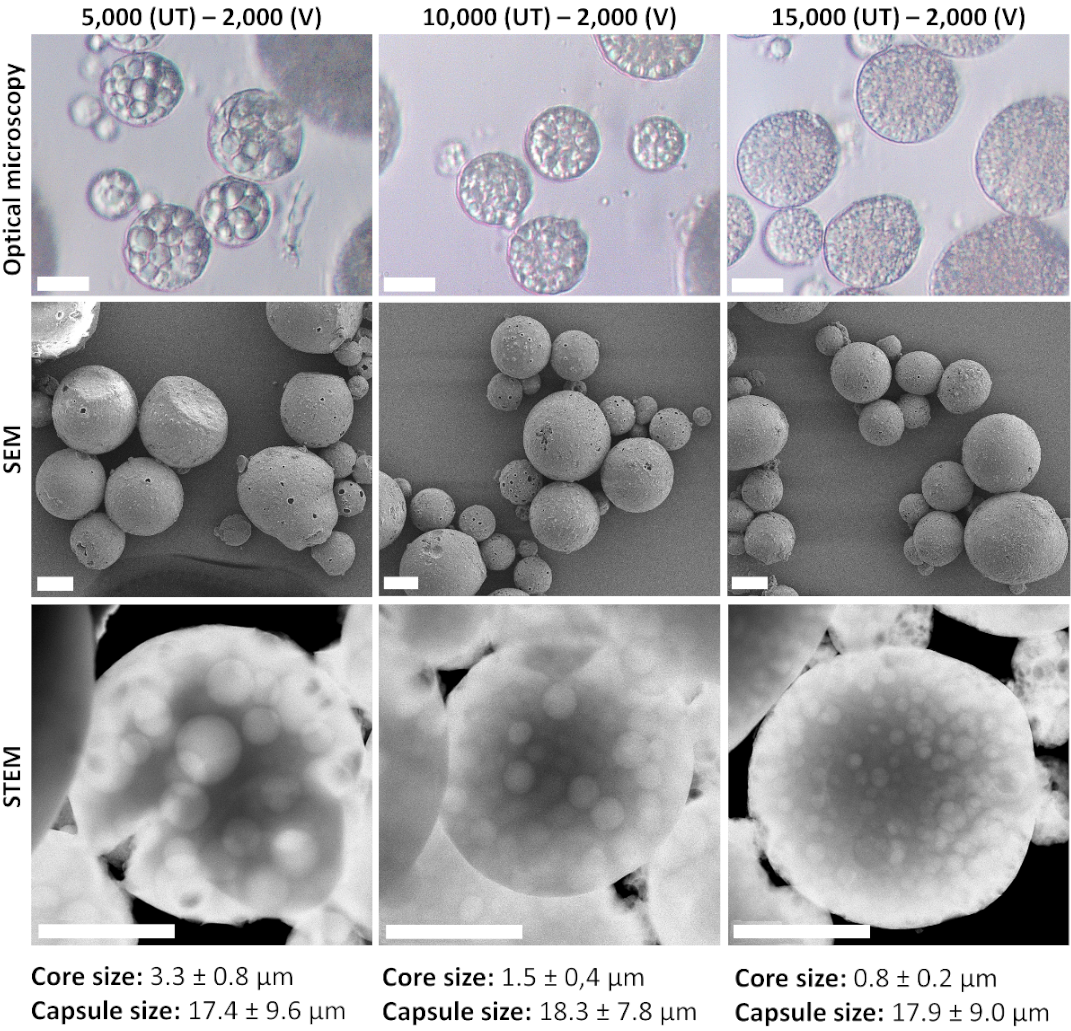 5,000 (UT) – 2,000 (V)
10,000 (UT) – 2,000 (V)
15,000 (UT) – 2,000 (V)
Optical microscopy
SEM
STEM
Core size: 3.3 ± 0.8 µm
Capsule size: 17.4 ± 9.6 µm
Core size: 1.5 ± 0,4 µm
Capsule size: 18.3 ± 7.8 µm
Core size: 0.8 ± 0.2 µm
Capsule size: 17.9 ± 9.0 µm